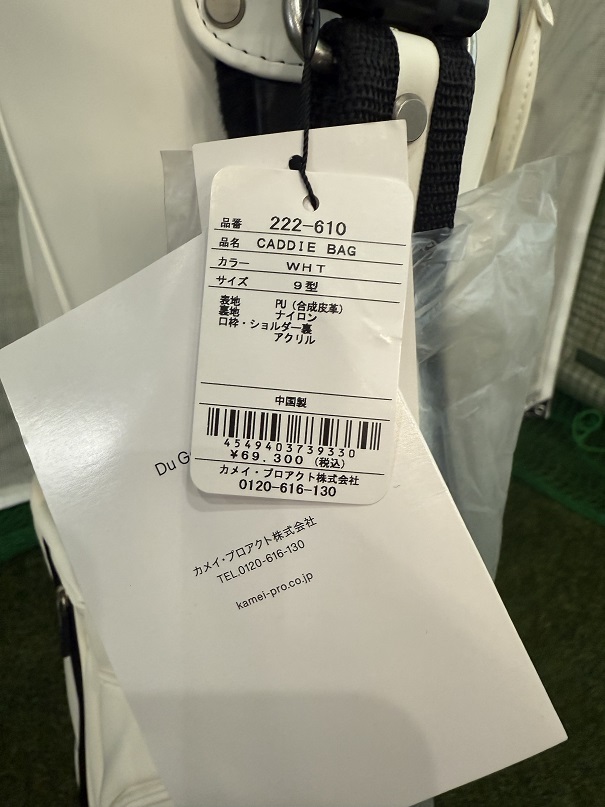 品番 222-610
品名 CADDIE BAG
カラー WHT
サイズ 9型
表地 PU(合成皮革)
裏地 ナイロン
口枠・ショルダー裏
アクリル
中国製
4549403739330
¥69,300 (税込)
カメイ・プロアクト株式会社
0120-616-130
Du G
カメイ・プロアクト株式会社
TEL.0120-616-130
kamei-pro.co.jp